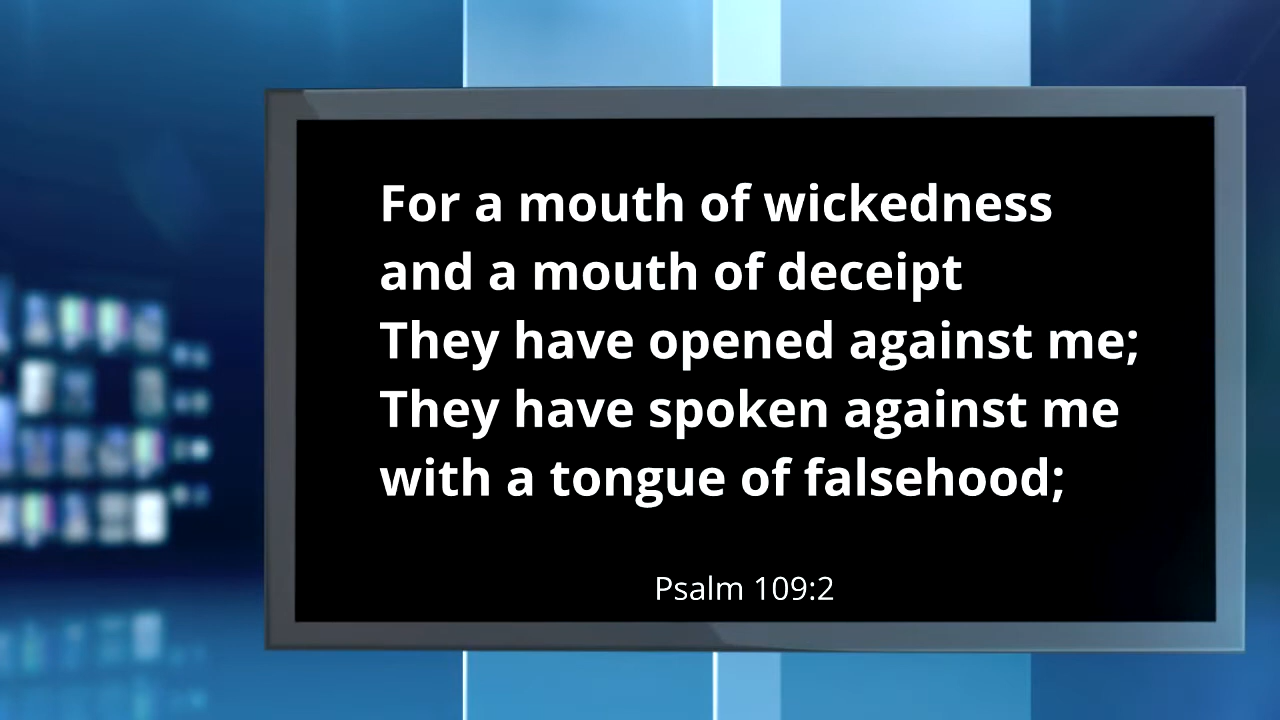 For a mouth of wickedness
and a mouth of deceipt
They have opened against me;
They have spoken against me
with a tongue of falsehood;
Psalm 109:2